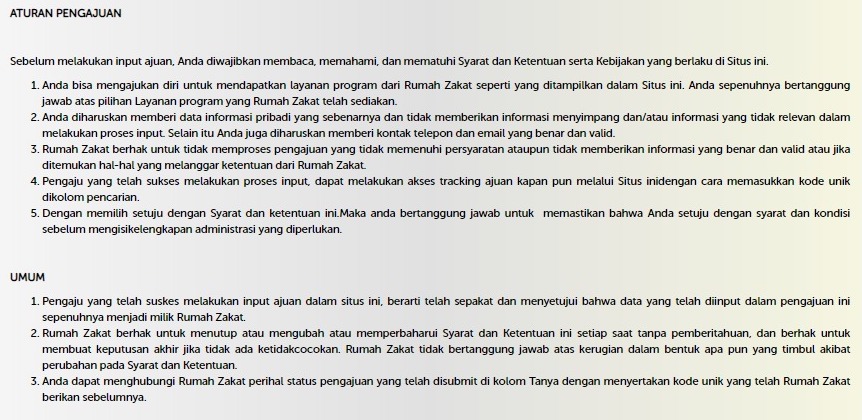 ATURAN PENGAJUAN
Sebelum melakukan input ajuan, Anda diwajibkan membaca, memahami, dan mematuhi Syarat dan Ketentuan serta Kebijakan yang berlaku di Situs ini.
1. Anda bisa mengajukan diri untuk mendapatkan layanan program dari Rumah Zakat seperti yang ditampilkan dalam Situs ini. Anda sepenuhnya bertanggung
jawab atas pilihan Layanan program yang Rumah Zakat telah sediakan.
2. Anda diharuskan memberi data informasi pribadi yang sebenarnya dan tidak memberikan informasi menyimpang dan/atau informasi yang tidak relevan dalam
melakukan proses input. Selain itu Anda juga diharuskan memberi kontak telepon dan email yang benar dan valid.
3. Rumah Zakat berhak untuk tidak memproses pengajuan yang tidak memenuhi persyaratan ataupun tidak memberikan informasi yang benar dan valid atau jika
ditemukan hal-hal yang melanggar ketentuan dari Rumah Zakat.
4. Pengaju yang telah sukses melakukan proses input, dapat melakukan akses tracking ajuan kapan pun melalui Situs inidengan cara memasukkan kode unik
dikolom pencarian.
5. Dengan memilih setuju dengan Syarat dan ketentuan ini.Maka anda bertanggung jawab untuk memastikan bahwa Anda setuju dengan syarat dan kondisi
sebelum mengisikelengkapan administrasi yang diperlukan.
UMUM
1. Pengaju yang telah suskes melakukan input ajuan dalam situs ini, berarti telah sepakat dan menyetujui bahwa data yang telah diinput dalam pengajuan ini
sepenuhnya menjadi milik Rumah Zakat.
2. Rumah Zakat berhak untuk menutup atau mengubah atau memperbaharui Syarat dan Ketentuan ini setiap saat tanpa pemberitahuan, dan berhak untuk
membuat keputusan akhir jika tidak ada ketidakcocokan. Rumah Zakat tidak bertanggung jawab atas kerugian dalam bentuk apa pun yang timbul akibat
perubahan pada Syarat dan Ketentuan.
3. Anda dapat menghubungi Rumah Zakat perihal status pengajuan yang telah disubmit di kolom Tanya dengan menyertakan kode unik yang telah Rumah Zakat
berikan sebelumnya.